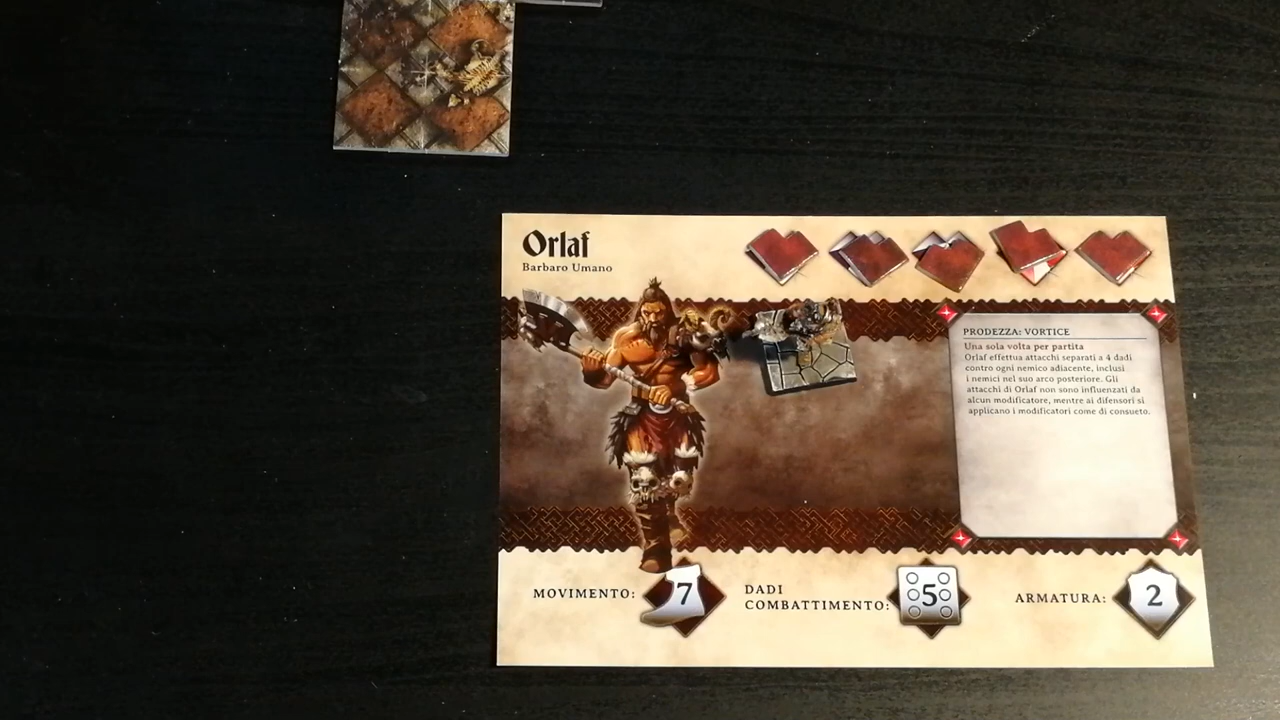 Orlaf
Barbaro Umano
PRODEZZA: VORTICE
Una sola volta per partita
Orlaf effettua attacchi separati a 4 dadi
contro ogni nemico adiacente, inclusi
i nemici nel suo arco posteriore. Gli
attacchi di Orlaf non sono influenzati da
alcun modificatore, mentre ai difensori si
applicano i modificatori come di consueto.
MOVIMENTO: 7
DADI
COMBATTIMENTO: 5
ARMATURA: 2